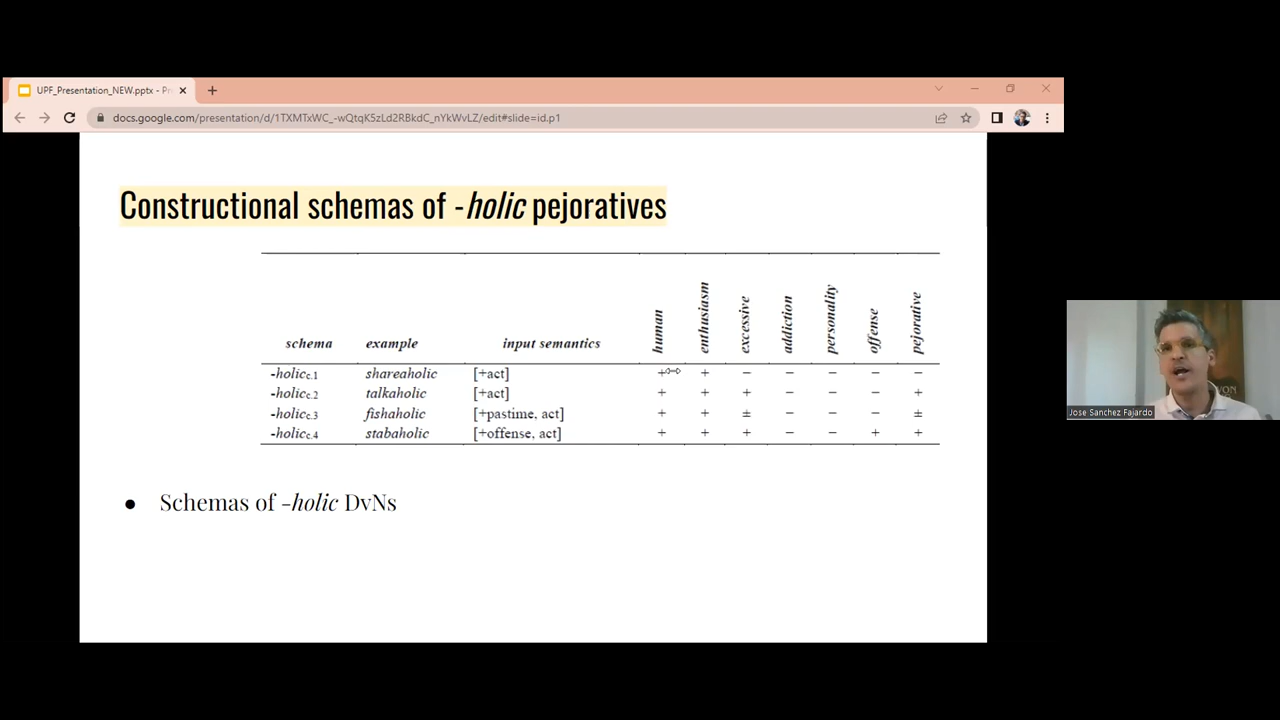 UPF_Presentation_NEW.pptx - Pr
docs.google.com/presentation/d/1TXMTxWC_-wQtqK5zLd2RBkdC_nYkWvLZ/edit#slide=id.p1
Constructional schemas of -holic pejoratives
schema example input semantics human enthusiasm excessive addiction personality offense pejorative
-holicc.1 shareaholic [+act] + + − − − − −
-holicc.2 talkaholic [+act] + + + − − − +
-holicc.3 fishaholic [+pastime, act] + + ± − − − ±
-holicc.4 stabaholic [+offense, act] + + + − − + +
● Schemas of -holic DvNs
Jose Sanchez Fajardo